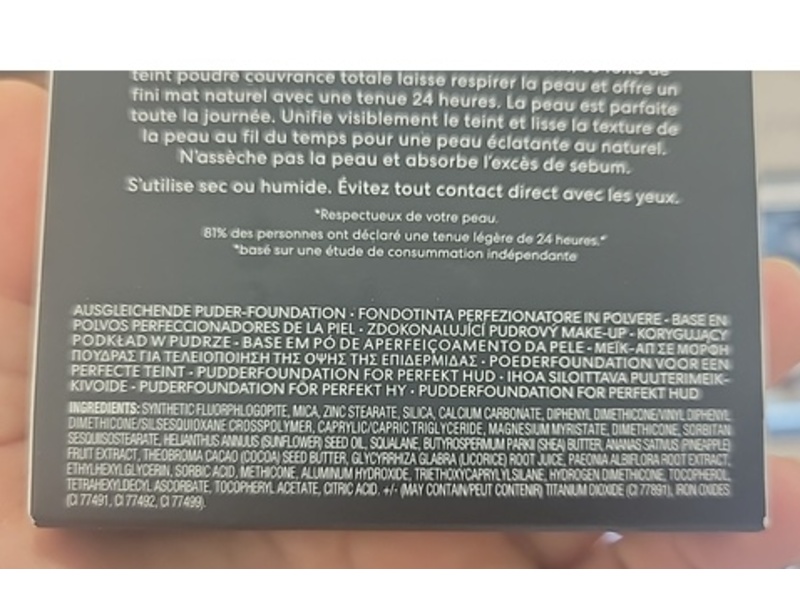 teint poudre couvrance totale laisse respirer la peau et offre un
fini mat naturel avec une tenue 24 heures. La peau est parfaite
toute la journée. Unifie visiblement le teint et lisse la texture de
la peau au fil du temps pour une peau éclatante au naturel.
N'assèche pas la peau et absorbe l'excés de sebum.
S'utilise sec ou humide. Évitez tout contact direct avec les yeux.
*Respectueux de votre peau.
81% des personnes ont déclaré une tenue légère de 24 heures.*
*basé sur une étude de consummation indépendante
AUSGLEICHENDE PUDER-FOUNDATION · FONDOTINTA PERFEZIONATORE IN POLVERE · BASE EN
POLVOS PERFECCIONADORES DE LA PIEL · ZDOKONALUJÍCÍ PUDROVÝ MAKE-UP · KORYGUJĄCY
PODKŁAD W PUDRZE · BASE EM PÓ DE APERFEIÇOAMENTO DA PELE · ΜΕΪΚ-ΑΠ ΣΕ ΜΟΡΦΗ
ΠΟΥΔΡΑΣ ΓΙΑ ΤΕΛΕΙΟΠΟΙΗΣΗ ΤΗΣ ΟΨΗΣ ΤΗΣ ΕΠΙΔΕΡΜΙΔΑΣ · POEDERFOUNDATION VOOR EEN
PERFECTE TEINT · PUDDERFOUNDATION FOR PERFEKT HUD · IHOA SILOITTAVA PUUTERIMEIK-
KIVOIDE · PUDERFOUNDATION FÖR PERFEKT HY · PUDDERFOUNDATION FOR PERFEKT HUD
INGREDIENTS: SYNTHETIC FLUORPHLOGOPITE, MICA, ZINC STEARATE, SILICA, CALCIUM CARBONATE, DIPHENYL DIMETHICONE/VINYL DIPHENYL
DIMETHICONE/SILSESQUIOXANE CROSSPOLYMER, CAPRYLIC/CAPRIC TRIGLYCERIDE, MAGNESIUM MYRISTATE, DIMETHICONE, SORBITAN
SESQUIISOSTEARATE, HELIANTHUS ANNUUS (SUNFLOWER) SEED OIL, SQUALANE, BUTYROSPERMUM PARKII (SHEA) BUTTER, ANANAS SATIVUS (PINEAPPLE)
FRUIT EXTRACT, THEOBROMA CACAO (COCOA) SEED BUTTER, GLYCYRRHIZA GLABRA (LICORICE) ROOT JUICE, PAEONIA ALBIFLORA ROOT EXTRACT,
ETHYLHEXYLGLYCERIN, SORBIC ACID, METHICONE, ALUMINUM HYDROXIDE, TRIETHOXYCAPRYLYLSILANE, HYDROGEN DIMETHICONE, TOCOPHEROL,
TETRAHEXYLDECYL ASCORBATE, TOCOPHERYL ACETATE, CITRIC ACID. +/- (MAY CONTAIN/PEUT CONTENIR) TITANIUM DIOXIDE (CI 77891), IRON OXIDES
(CI 77491, CI 77492, CI 77499).